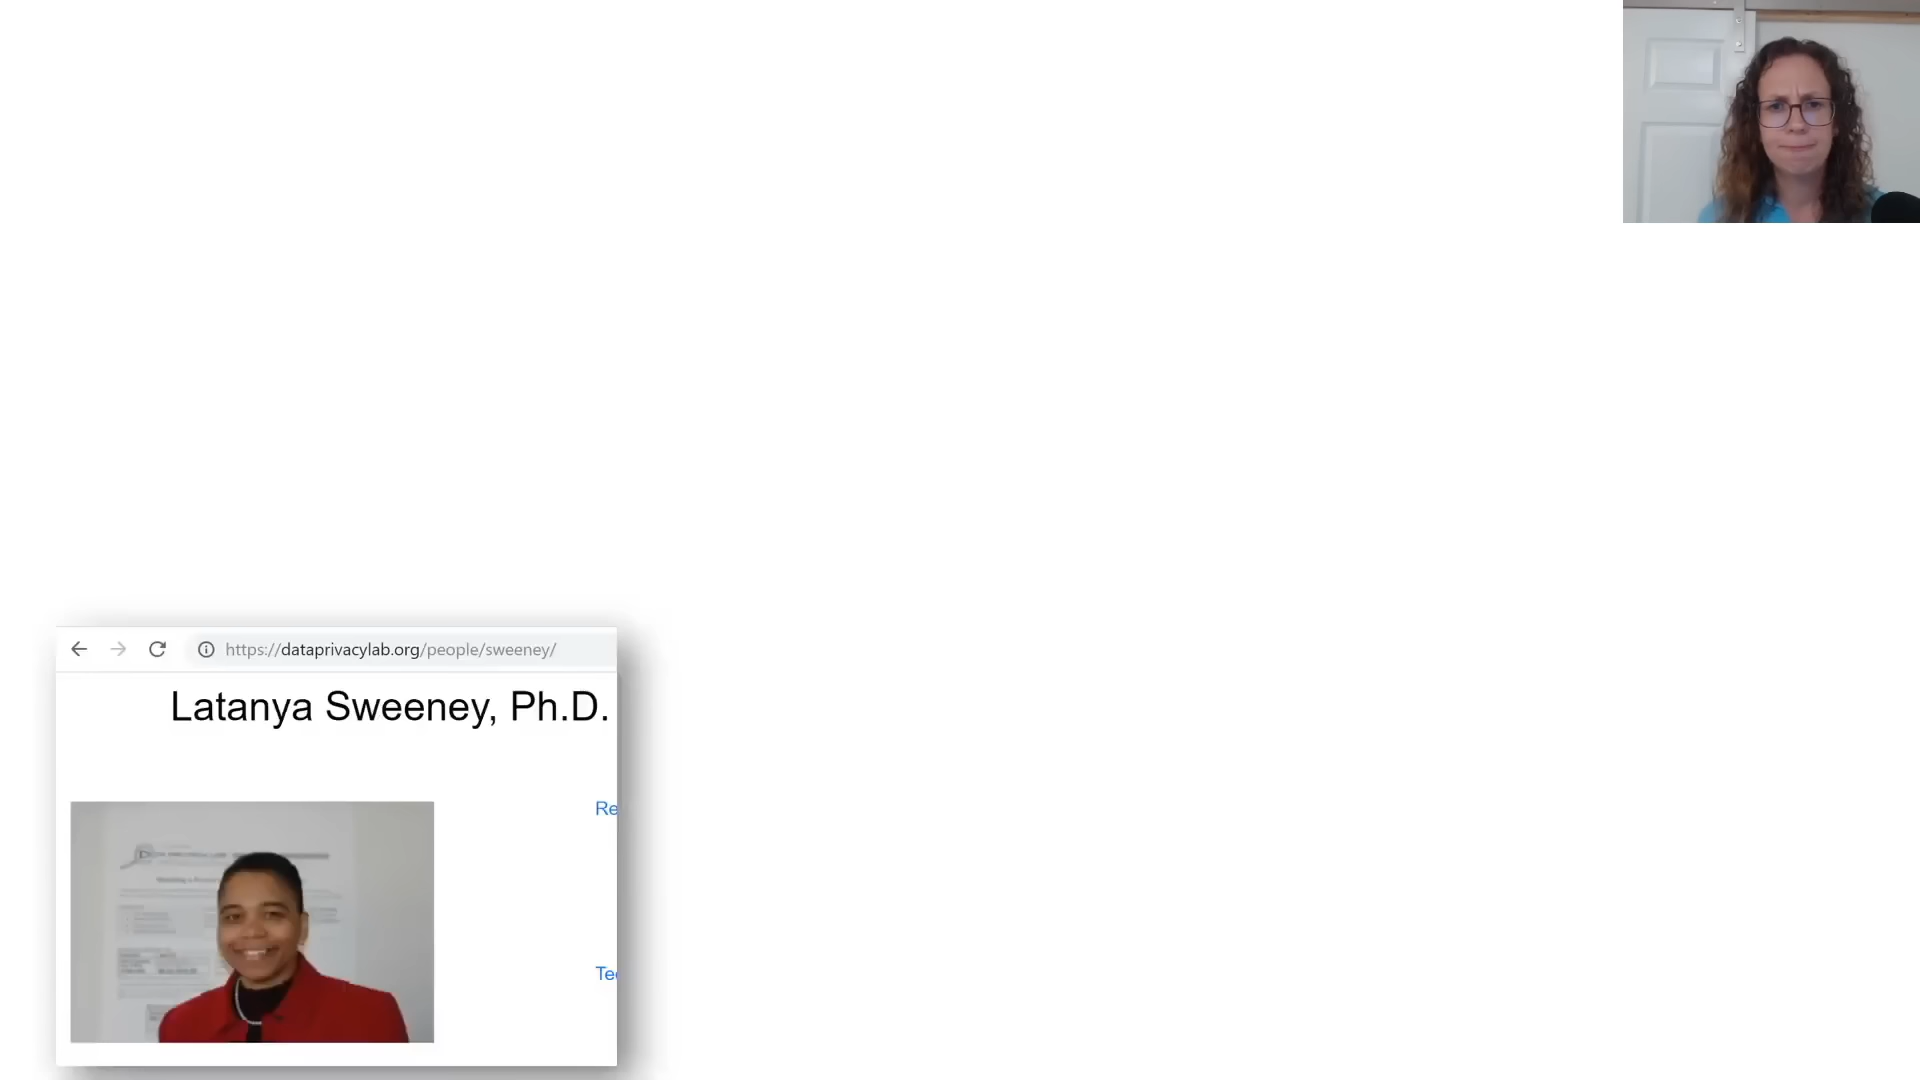 https://dataprivacylab.org/people/sweeney/
Latanya Sweeney, Ph.D.
Re
Te